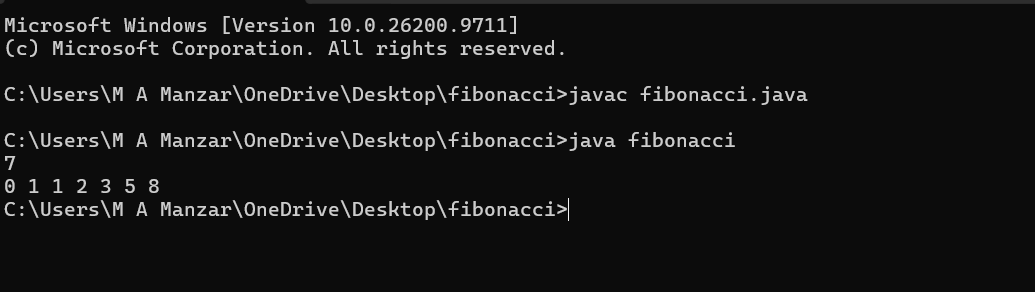 Microsoft Windows [Version 10.0.26200.9711]
(c) Microsoft Corporation. All rights reserved.
C:\Users\M A Manzar\OneDrive\Desktop\fibonacci>javac fibonacci.java
C:\Users\M A Manzar\OneDrive\Desktop\fibonacci>java fibonacci
7
0 1 1 2 3 5 8
C:\Users\M A Manzar\OneDrive\Desktop\fibonacci>